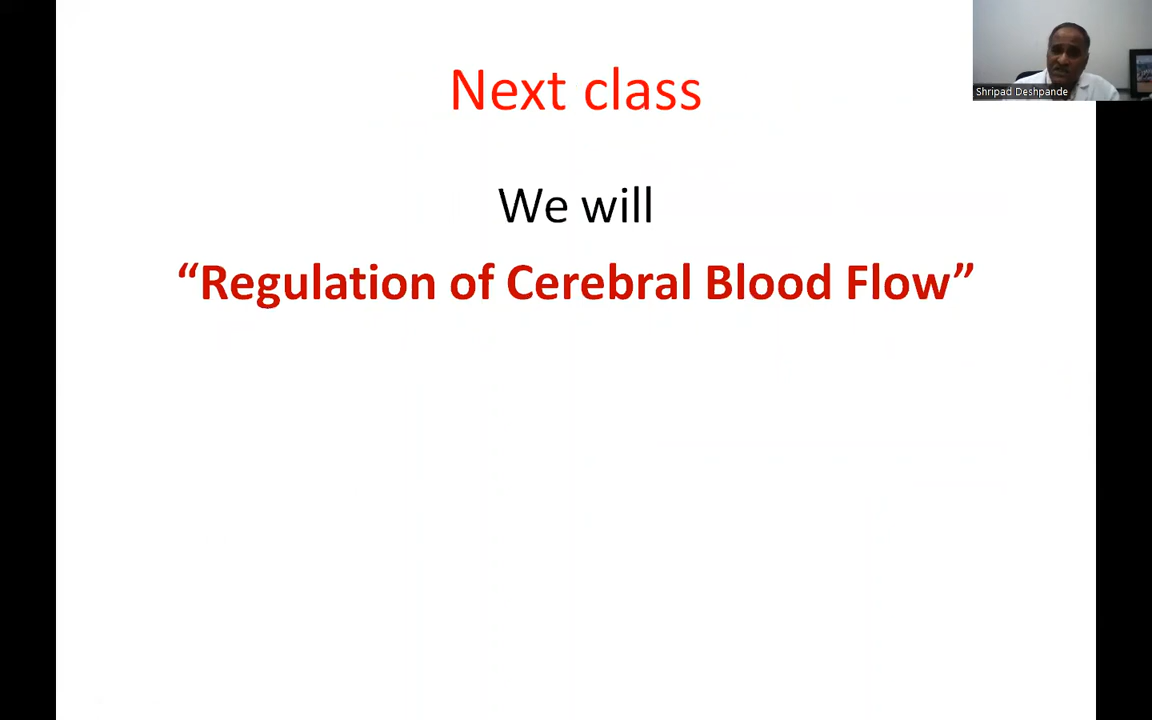 Next class
Shripad Deshpande
We will
“Regulation of Cerebral Blood Flow”